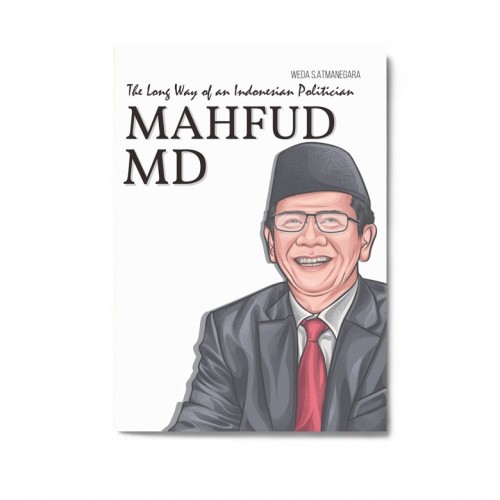 WEDA S.ATMANEGARA
The Long Way of an Indonesian Politician
MAHFUD
MD